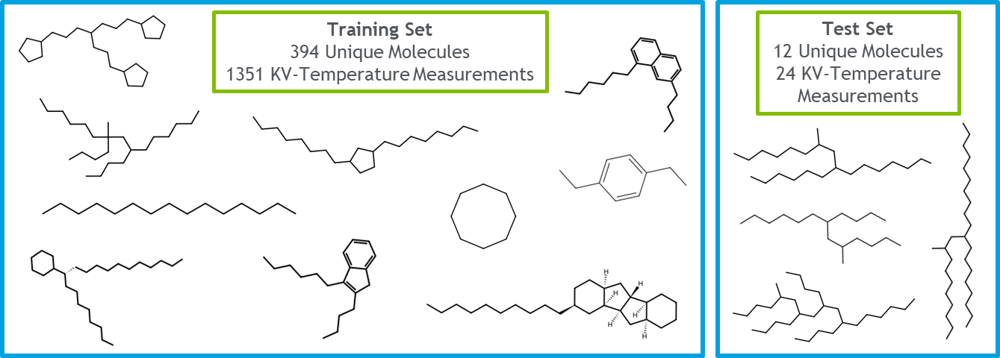 Training Set
394 Unique Molecules
1351 KV-Temperature Measurements
Test Set
12 Unique Molecules
24 KV-Temperature
Measurements
H
H
H
H
H
H